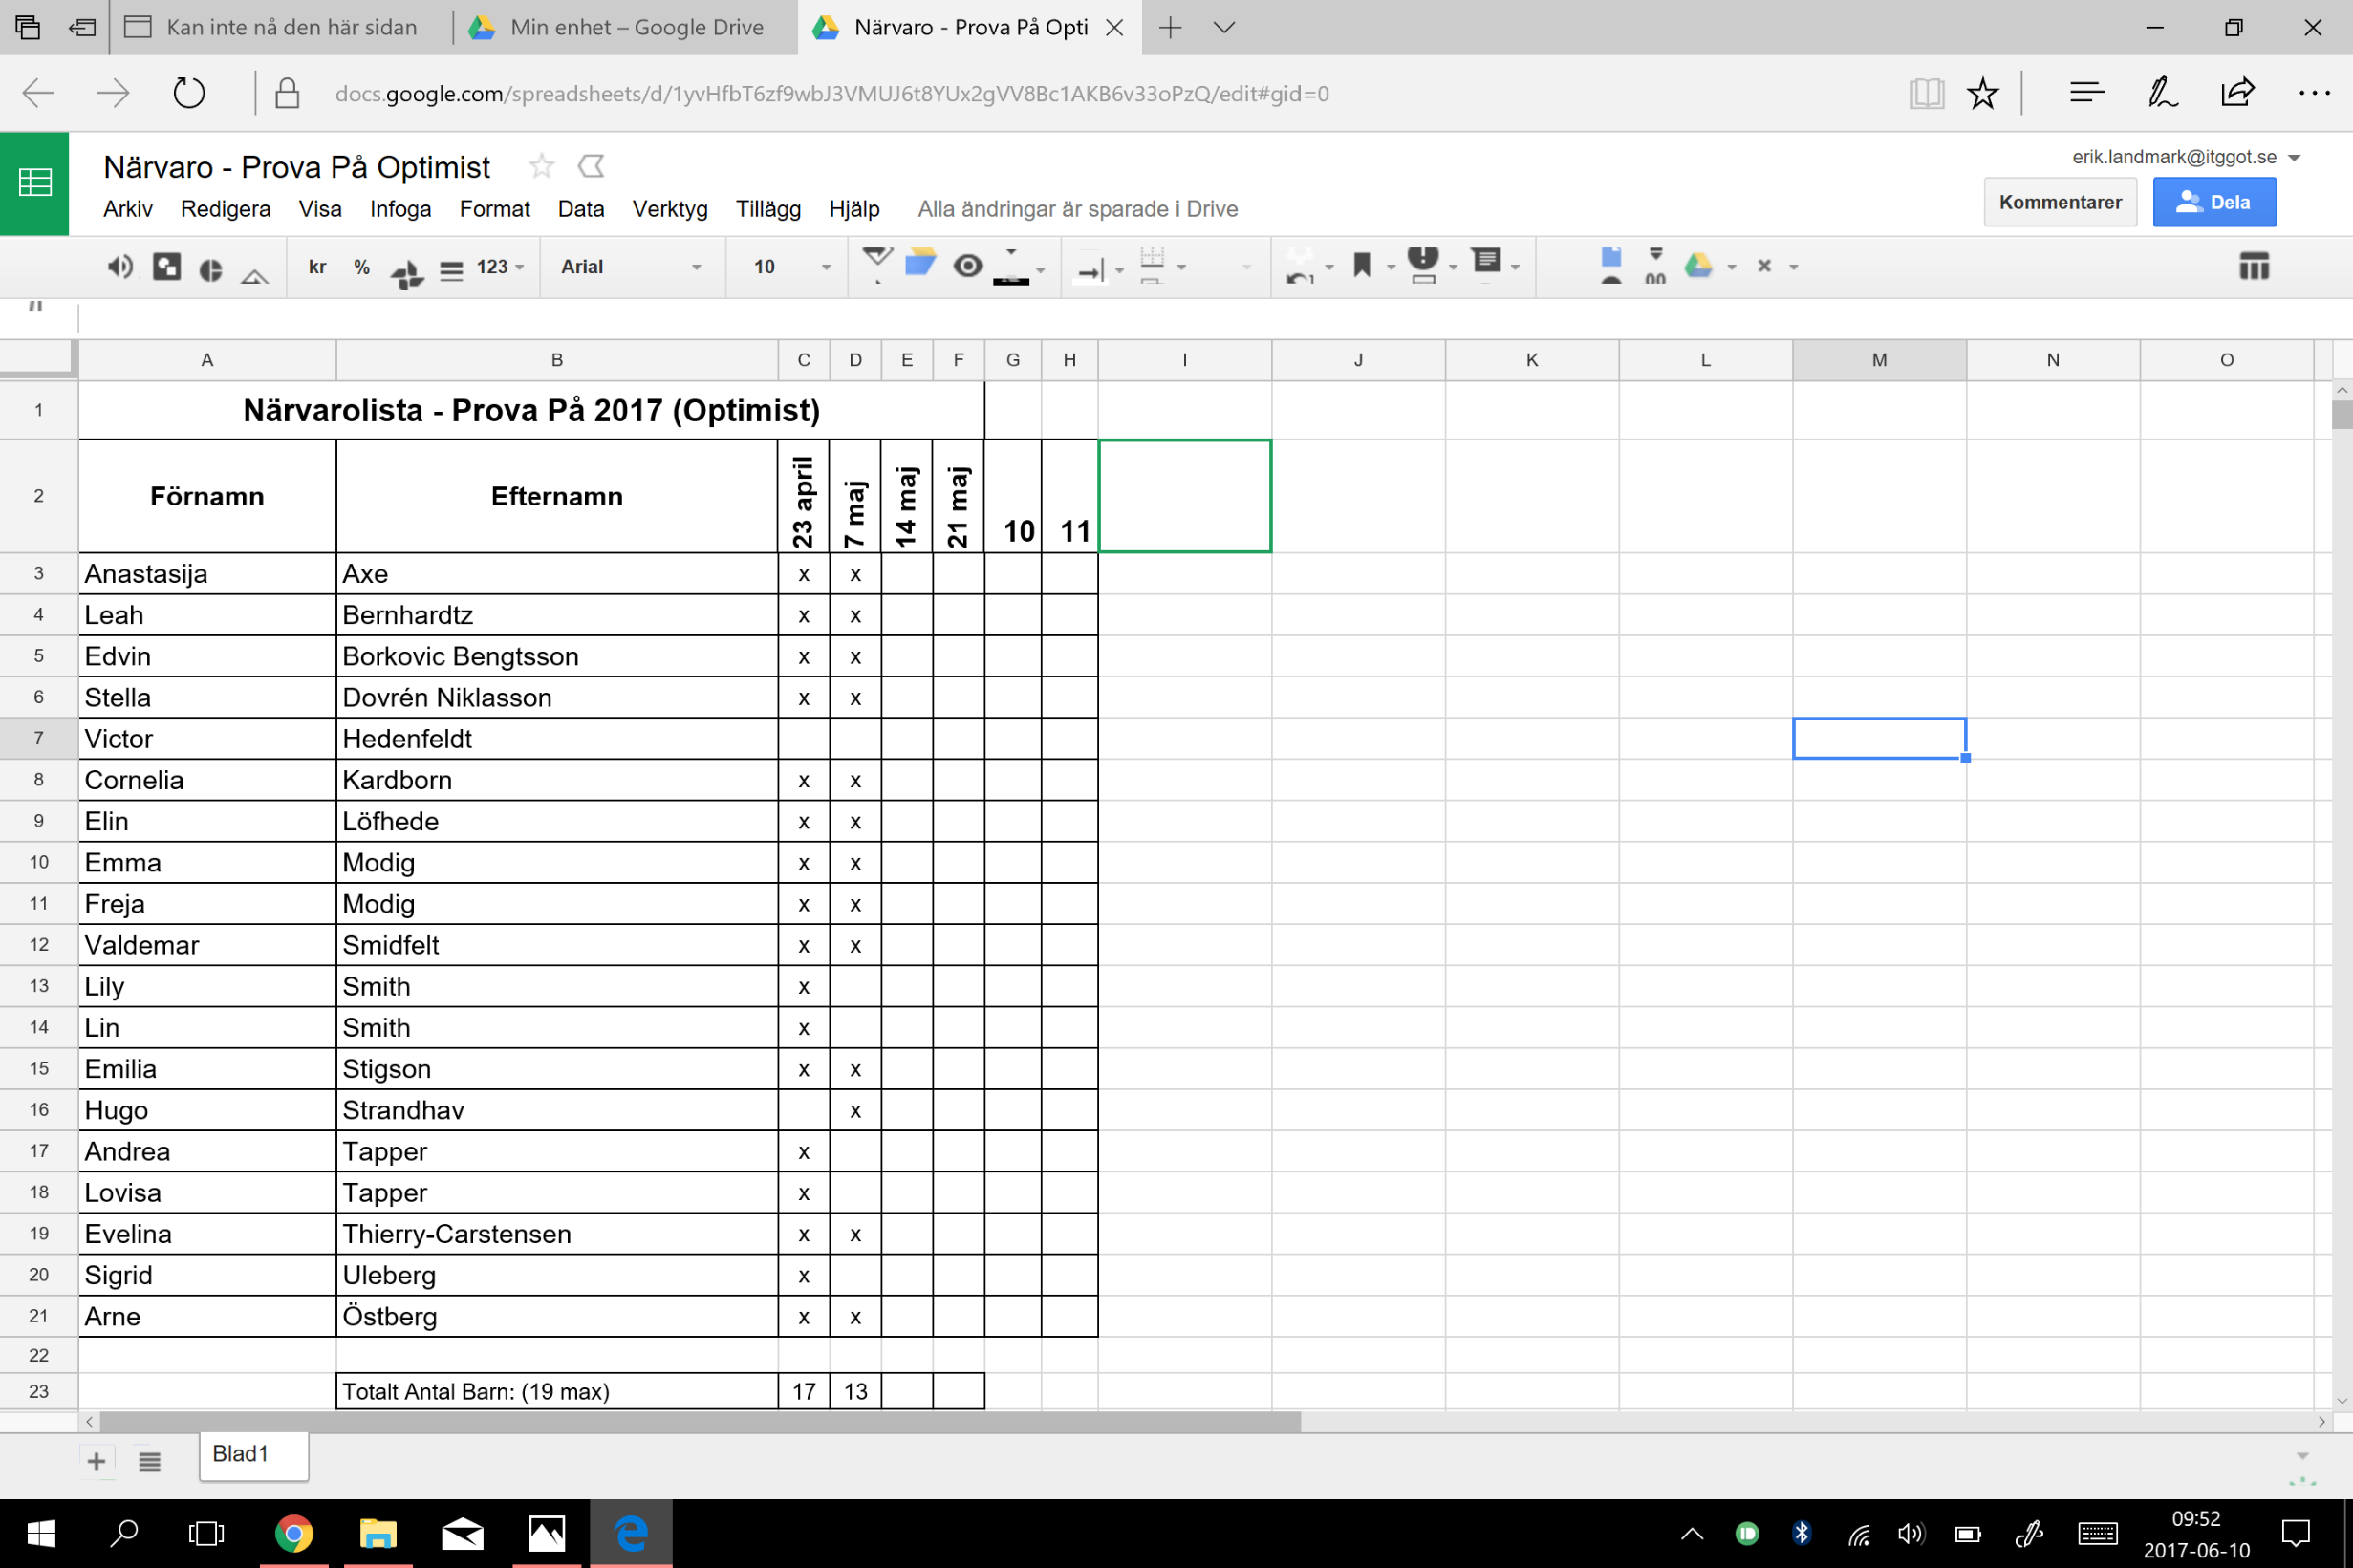 Kan inte nå den här sidan
Min enhet – Google Drive
Närvaro - Prova På Opti
docs.google.com/spreadsheets/d/1yvHfbT6zf9wbJ3VMUJ6t8YUx2gVV8Bc1AKB6v33oPzQ/edit#gid=0
Närvaro - Prova På Optimist
erik.landmark@itggot.se
Arkiv Redigera Visa Infoga Format Data Verktyg Tillägg Hjälp Alla ändringar är sparade i Drive
Kommentarer Dela
kr % 123 Arial 10
A B C D E F G H I J K L M N O
1 Närvarolista - Prova På 2017 (Optimist)
2 Förnamn Efternamn 23 april 7 maj 14 maj 21 maj 10 11
3 Anastasija Axe x x
4 Leah Bernhardtz x x
5 Edvin Borkovic Bengtsson x x
6 Stella Dovrén Niklasson x x
7 Victor Hedenfeldt
8 Cornelia Kardborn x x
9 Elin Löfhede x x
10 Emma Modig x x
11 Freja Modig x x
12 Valdemar Smidfelt x x
13 Lily Smith x
14 Lin Smith x
15 Emilia Stigson x x
16 Hugo Strandhav x
17 Andrea Tapper x
18 Lovisa Tapper x
19 Evelina Thierry-Carstensen x x
20 Sigrid Uleberg x
21 Arne Östberg x x
22
23 Totalt Antal Barn: (19 max) 17 13
Blad1
09:52
2017-06-10